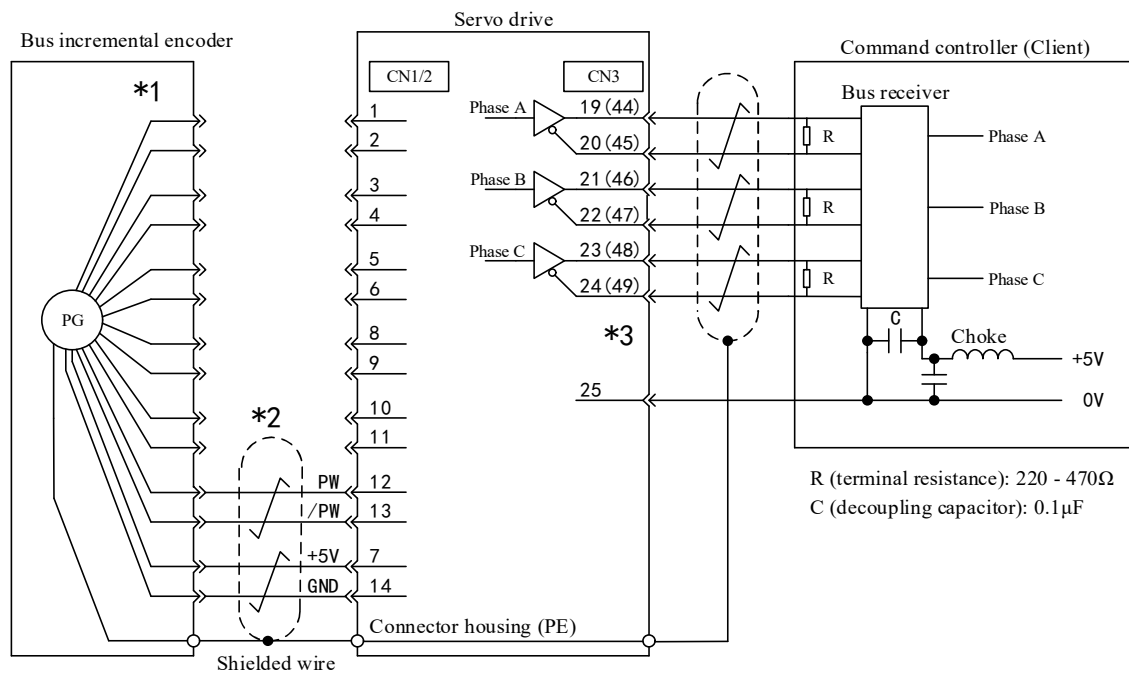 Servo drive
Bus incremental encoder
Command controller (Client)
*1
CN1/2
CN3
Bus receiver
1
2
3
4
5
6
8
9
10
11
PW 12
/PW 13
+5V 7
GND 14
PG
*2
Phase A
19(44)
20(45)
Phase B
21(46)
22(47)
Phase C
23(48)
24(49)
*3
25
R
R
R
Phase A
Phase B
Phase C
C
Choke
+5V
0V
R (terminal resistance): 220 - 470Ω
C (decoupling capacitor): 0.1μF
Connector housing (PE)
Shielded wire